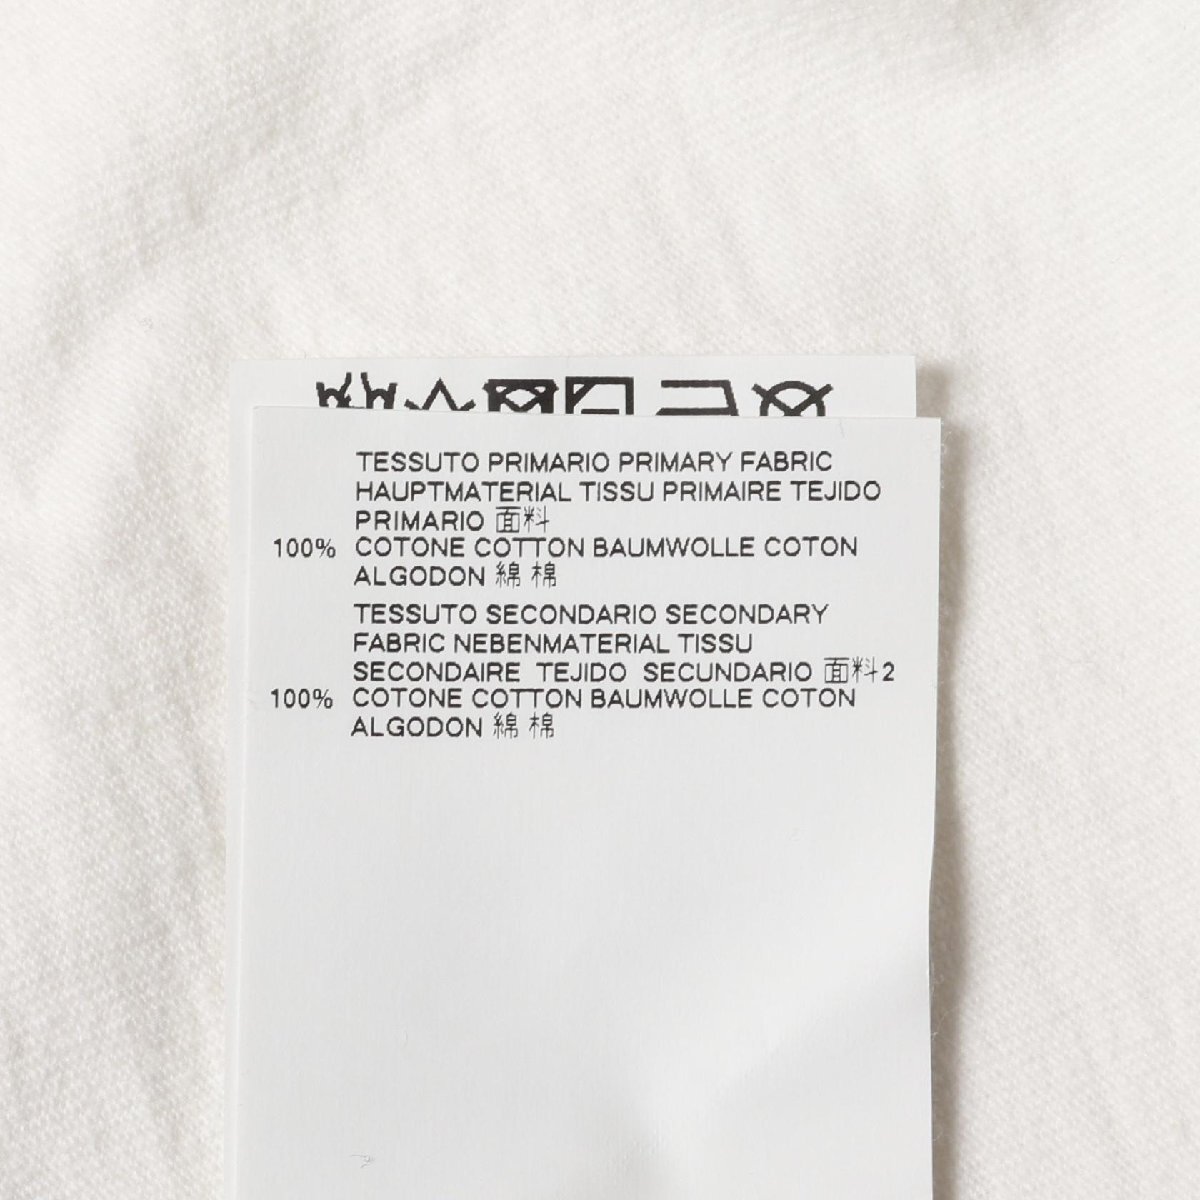 TESSUTO PRIMARIO PRIMARY FABRIC
HAUPTMATERIAL TISSU PRIMAIRE TEJIDO
PRIMARIO 面料
100% COTONE COTTON BAUMWOLLE COTON
ALGODON 綿 棉
TESSUTO SECONDARIO SECONDARY
FABRIC NEBENMATERIAL TISSU
SECONDAIRE TEJIDO SECUNDARIO 面料2
100% COTONE COTTON BAUMWOLLE COTON
ALGODON 綿 棉